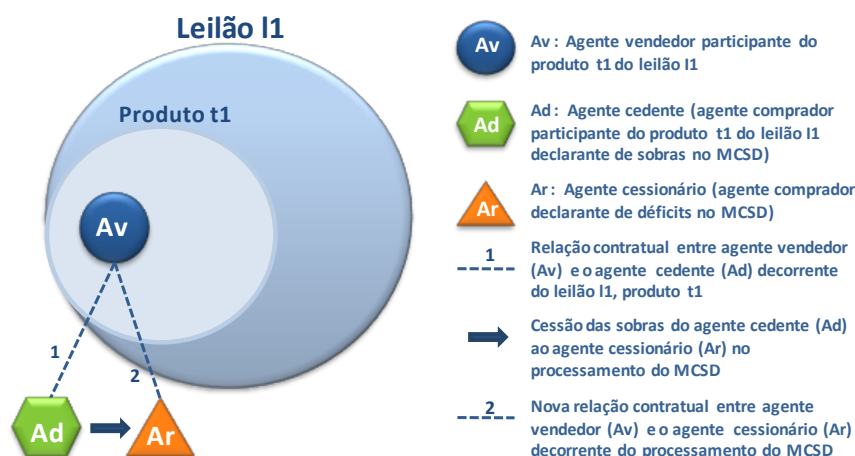 Leilão l1
Produto t1
Av
1
2
Ad
Ar
Av
Av : Agente vendedor participante do
produto t1 do leilão l1
Ad
Ad : Agente cedente (agente comprador
participante do produto t1 do leilão l1
declarante de sobras no MCSD)
Ar
Ar : Agente cessionário (agente comprador
declarante de déficits no MCSD)
1
Relação contratual entre agente vendedor
(Av) e o agente cedente (Ad) decorrente
do leilão l1, produto t1
Cessão das sobras do agente cedente (Ad)
ao agente cessionário (Ar) no
processamento do MCSD
2
Nova relação contratual entre agente
vendedor (Av) e o agente cessionário (Ar)
decorrente do processamento do MCSD